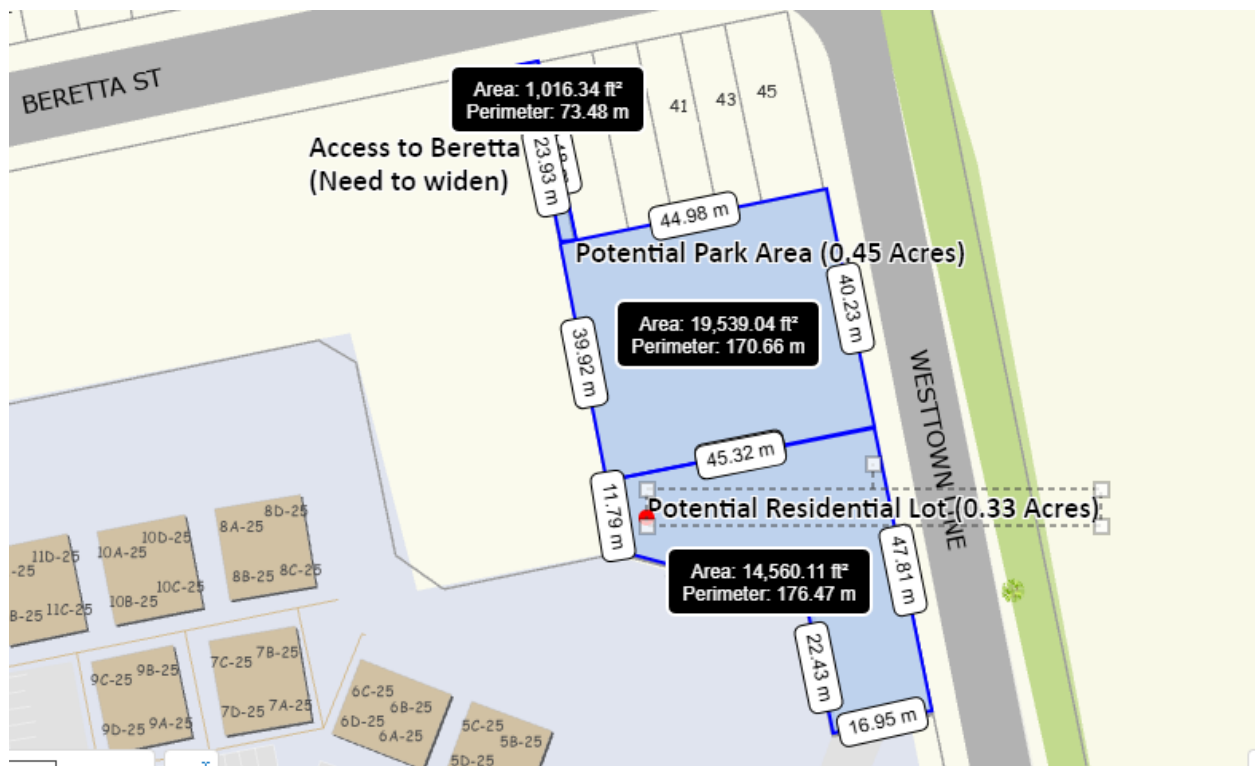 BERETTA ST
Area: 1,016.34 ft²
Perimeter: 73.48 m
41
43
45
Access to Beretta
(Need to widen)
23.93 m
44.98 m
Potential Park Area (0.45 Acres)
40.23 m
Area: 19,539.04 ft²
Perimeter: 170.66 m
39.92 m
WESTTOWN LINE
45.32 m
11.79 m
Potential Residential Lot (0.33 Acres)
47.81 m
Area: 14,560.11 ft²
Perimeter: 176.47 m
22.43 m
16.95 m
8D-25
8A-25
8B-25
8C-25
11D-25
10A-25
10D-25
-25
10C-25
10B-25
B-25
11C-25
9C-25
9B-25
9D-25
9A-25
7C-25
7B-25
7D-25
7A-25
6C-25
6B-25
6D-25
6A-25
5C-25
5B-25
5D-25